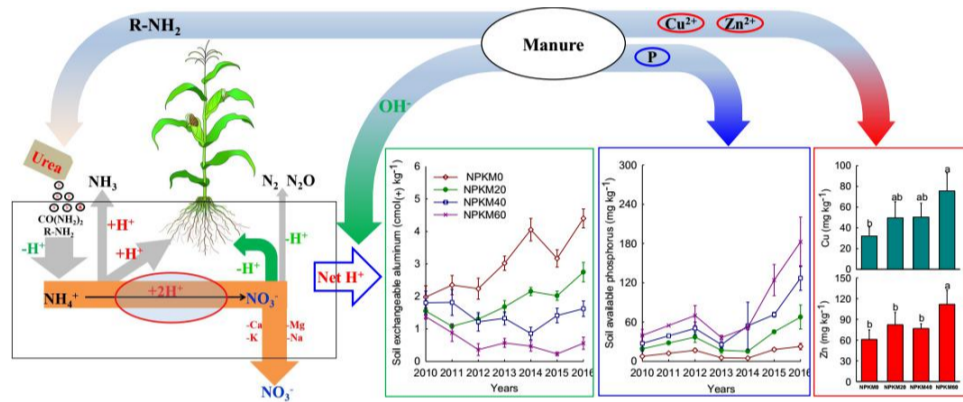 R-NH₂
Manure
Cu²⁺ Zn²⁺
P
OH⁻
Urea
NH₃
N₂ N₂O
CO(NH₂)₂
R-NH₂
-H⁺
+H⁺
+H⁺
-H⁺
-H⁺
Net H⁺
NH₄⁺
+2H⁺
NO₃⁻
-Ca
-K
-Mg
-Na
NO₃⁻
Soil exchangeable aluminum (cmol(+) kg⁻¹)
5
4
3
2
1
0
NPKM0
NPKM20
NPKM40
NPKM60
2010 2011 2012 2013 2014 2015 2016
Years
Soil available phosphorus (mg kg⁻¹)
300
240
180
120
60
0
2010 2011 2012 2013 2014 2015 2016
Years
Cu (mg kg⁻¹)
100
80
60
40
20
0
b ab ab a
Zn (mg kg⁻¹)
150
120
90
60
30
0
b b b a
NPKM0 NPKM20 NPKM40 NPKM60